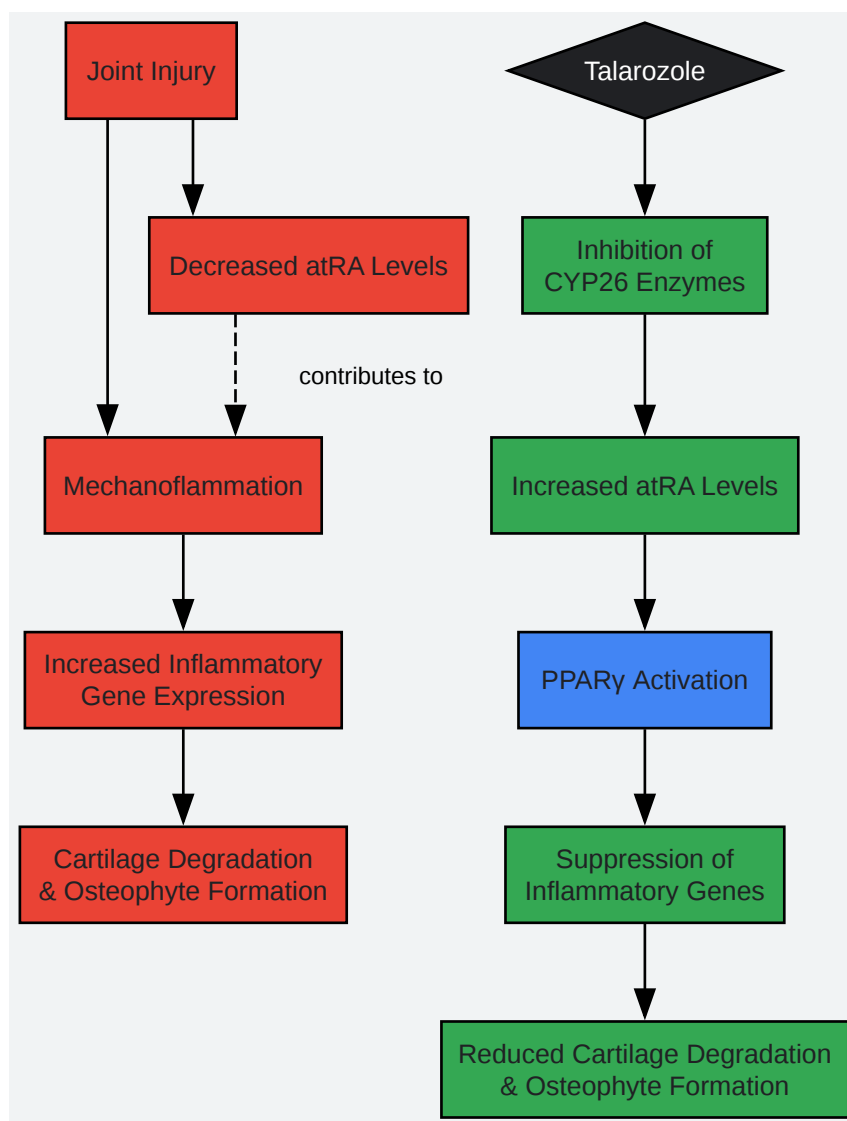 Joint Injury
Talarozole
Decreased atRA Levels
Inhibition of
CYP26 Enzymes
contributes to
Mechanoflammation
Increased atRA Levels
Increased Inflammatory
Gene Expression
PPARγ Activation
Cartilage Degradation
& Osteophyte Formation
Suppression of
Inflammatory Genes
Reduced Cartilage Degradation
& Osteophyte Formation